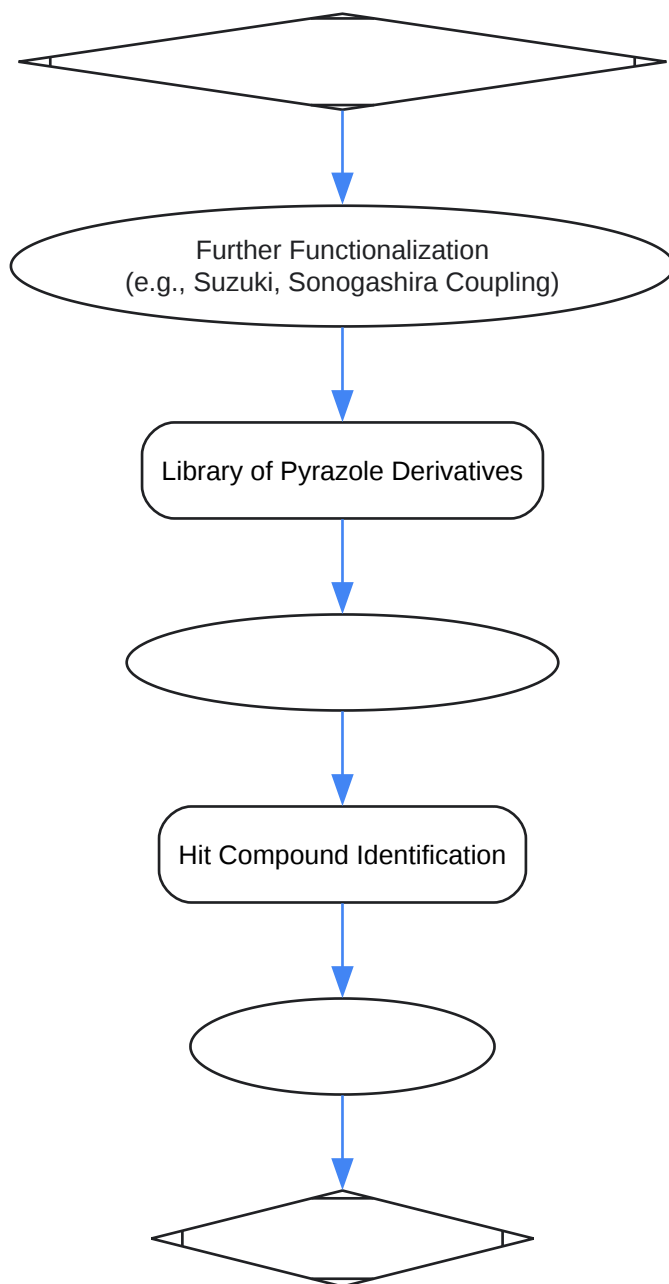 Further Functionalization
(e.g., Suzuki, Sonogashira Coupling)
Library of Pyrazole Derivatives
Hit Compound Identification